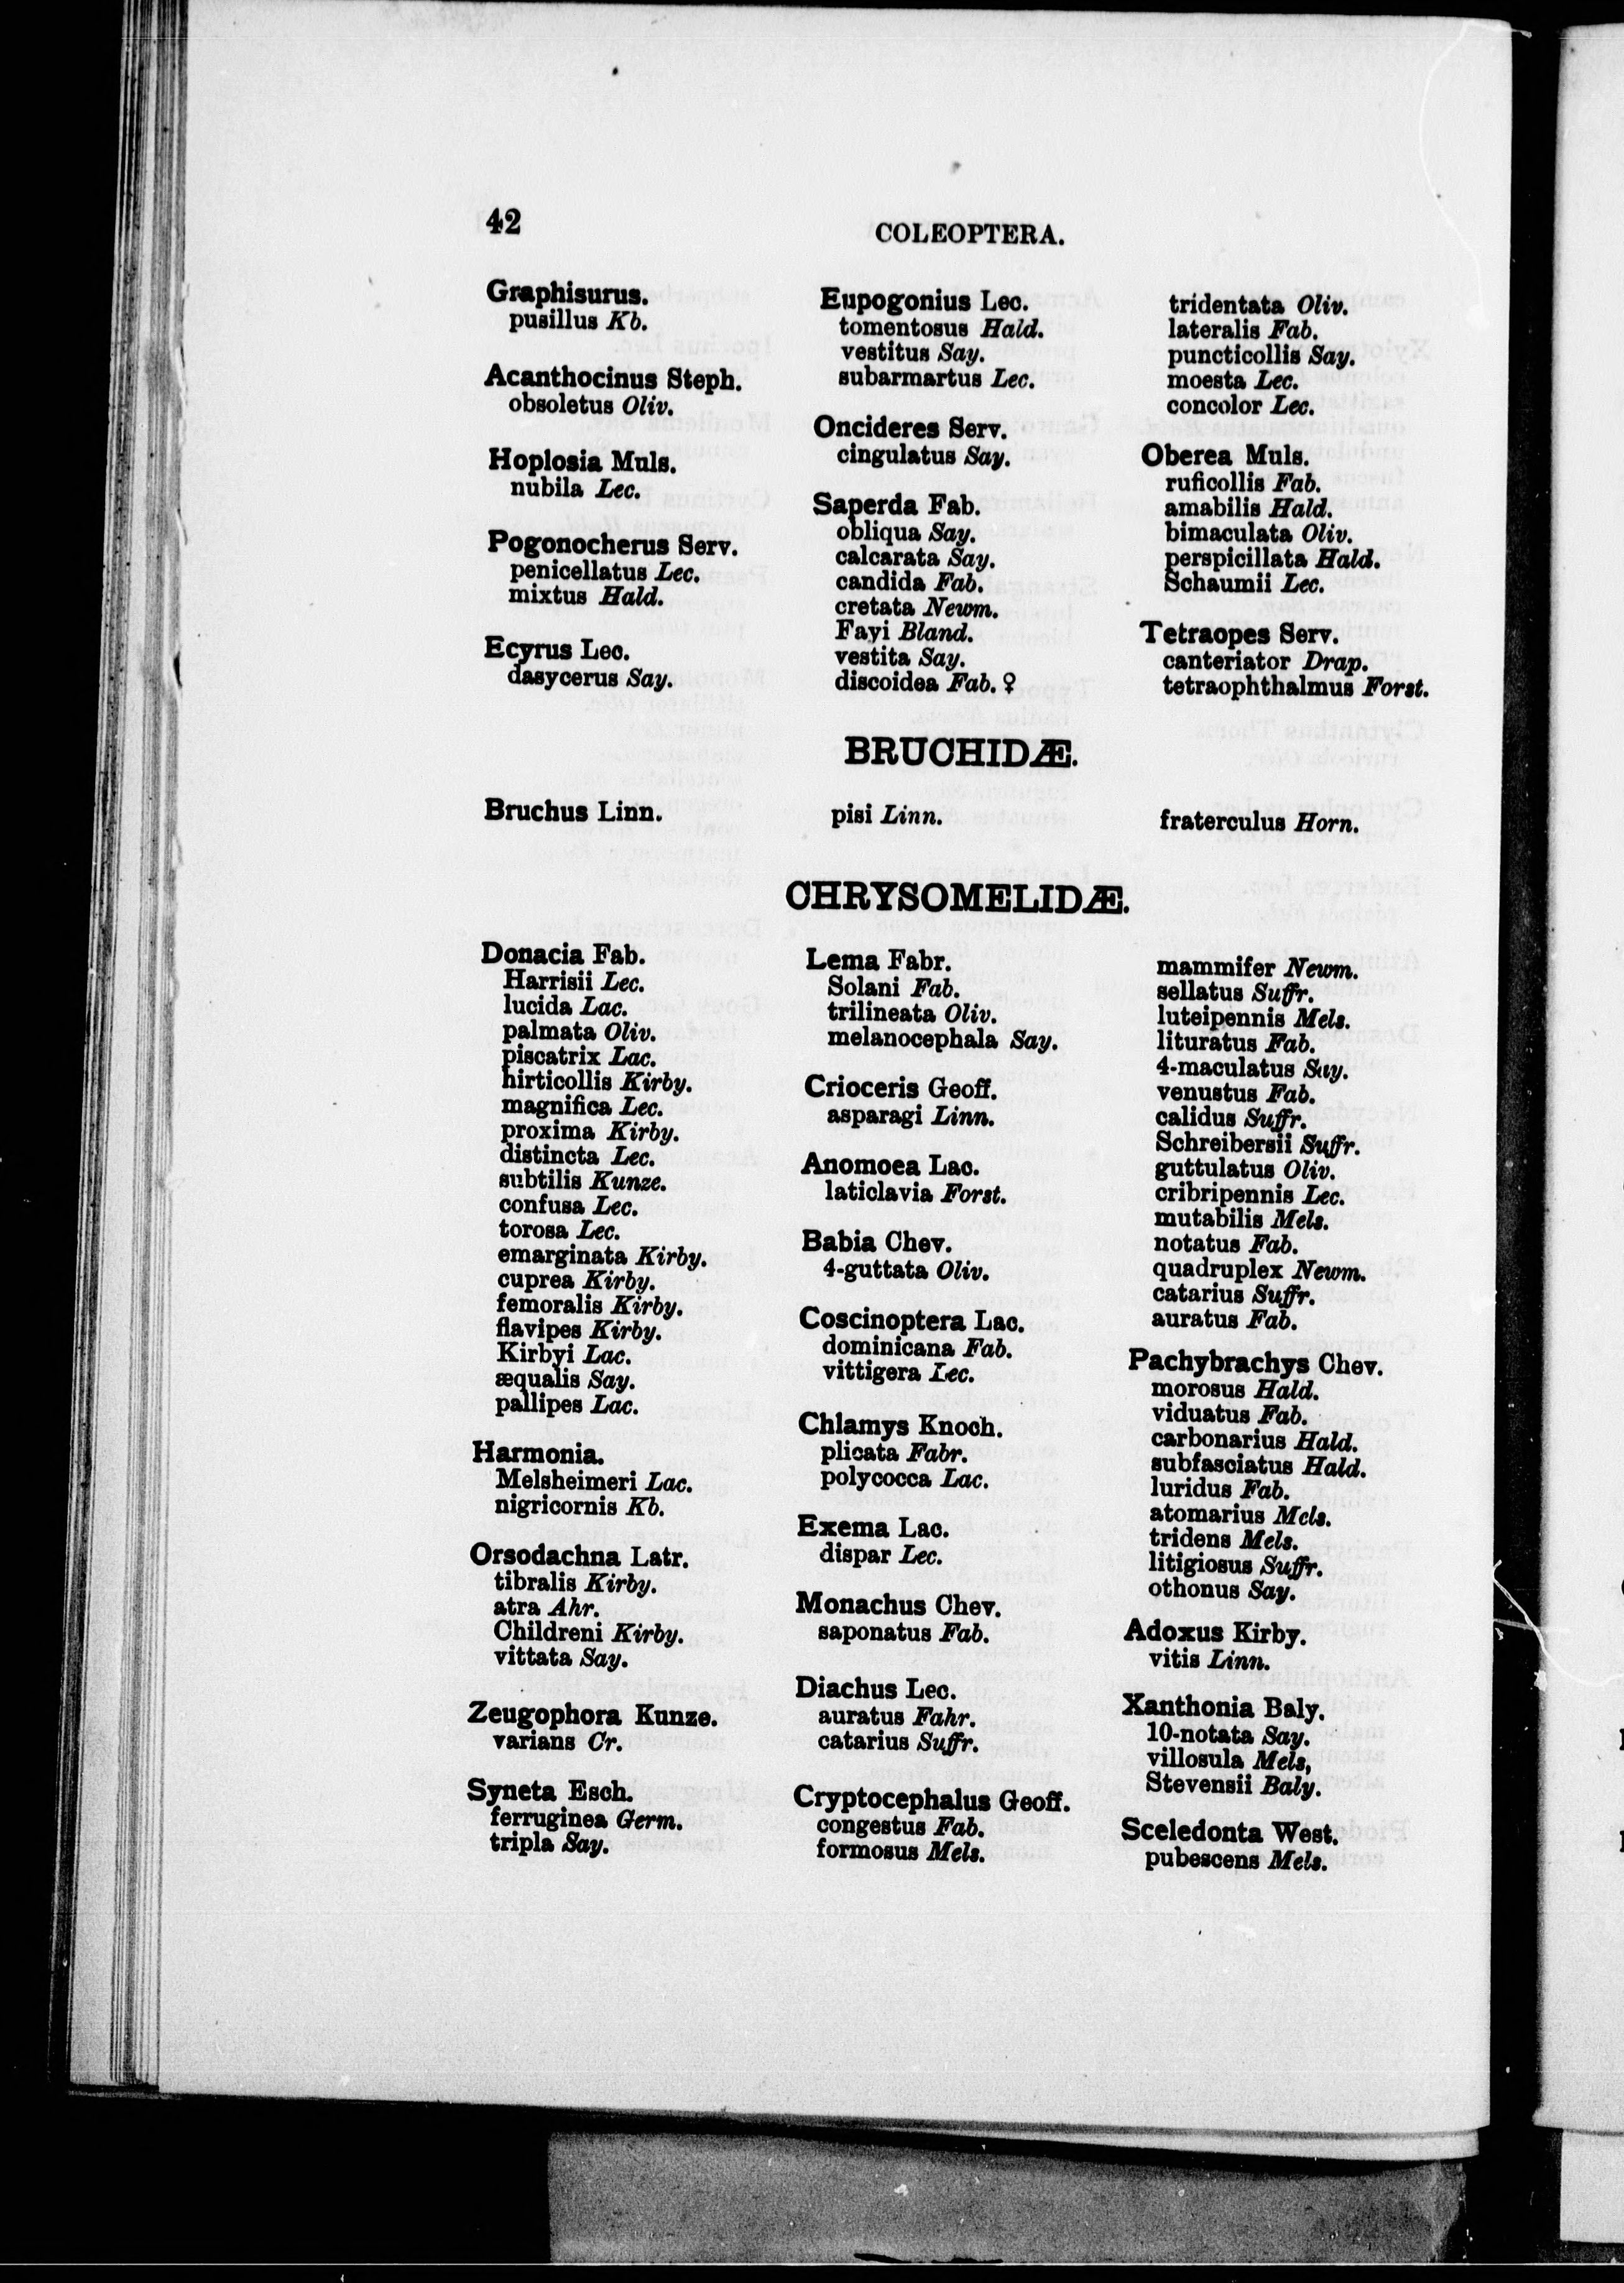 42
COLEOPTERA.
Graphisurus.
pusillus Kb.
Acanthocinus Steph.
obsoletus Oliv.
Hoplosia Muls.
nubila Lec.
Pogonocherus Serv.
penicellatus Lec.
mixtus Hald.
Ecyrus Lec.
dasycerus Say.
Eupogonius Lec.
tomentosus Hald.
vestitus Say.
subarmartus Lec.
Oncideres Serv.
cingulatus Say.
Saperda Fab.
obliqua Say.
calcarata Say.
candida Fab.
cretata Newm.
Fayi Bland.
vestita Say.
discoidea Fab. ♀
tridentata Oliv.
lateralis Fab.
puncticollis Say.
moesta Lec.
concolor Lec.
Oberea Muls.
ruficollis Fab.
amabilis Hald.
bimaculata Oliv.
perspicillata Hald.
Schaumii Lec.
Tetraopes Serv.
canteriator Drap.
tetraophthalmus Forst.
BRUCHIDÆ.
Bruchus Linn.
pisi Linn.
fraterculus Horn.
CHRYSOMELIDÆ.
Donacia Fab.
Harrisii Lec.
lucida Lac.
palmata Oliv.
piscatrix Lac.
hirticollis Kirby.
magnifica Lec.
proxima Kirby.
distincta Lec.
subtilis Kunze.
confusa Lec.
torosa Lec.
emarginata Kirby.
cuprea Kirby.
femoralis Kirby.
flavipes Kirby.
Kirbyi Lac.
æqualis Say.
pallipes Lac.
Harmonia.
Melsheimeri Lac.
nigricornis Kb.
Orsodachna Latr.
tibralis Kirby.
atra Ahr.
Childreni Kirby.
vittata Say.
Zeugophora Kunze.
varians Cr.
Syneta Esch.
ferruginea Germ.
tripla Say.
Lema Fabr.
Solani Fab.
trilineata Oliv.
melanocephala Say.
Crioceris Geoff.
asparagi Linn.
Anomoea Lac.
laticlavia Forst.
Babia Chev.
4-guttata Oliv.
Coscinoptera Lac.
dominicana Fab.
vittigera Lec.
Chlamys Knoch.
plicata Fabr.
polycocca Lac.
Exema Lac.
dispar Lec.
Monachus Chev.
saponatus Fab.
Diachus Lec.
auratus Fahr.
catarius Suffr.
Cryptocephalus Geoff.
congestus Fab.
formosus Mels.
mammifer Newm.
sellatus Suffr.
luteipennis Mels.
lituratus Fab.
4-maculatus Say.
venustus Fab.
calidus Suffr.
Schreibersii Suffr.
guttulatus Oliv.
cribripennis Lec.
mutabilis Mels.
notatus Fab.
quadruplex Newm.
catarius Suffr.
auratus Fab.
Pachybrachys Chev.
morosus Hald.
viduatus Fab.
carbonarius Hald.
subfasciatus Hald.
luridus Fab.
atomarius Mels.
tridens Mels.
litigiosus Suffr.
othonus Say.
Adoxus Kirby.
vitis Linn.
Xanthonia Baly.
10-notata Say.
villosula Mels,
Stevensii Baly.
Sceledonta West.
pubescens Mels.